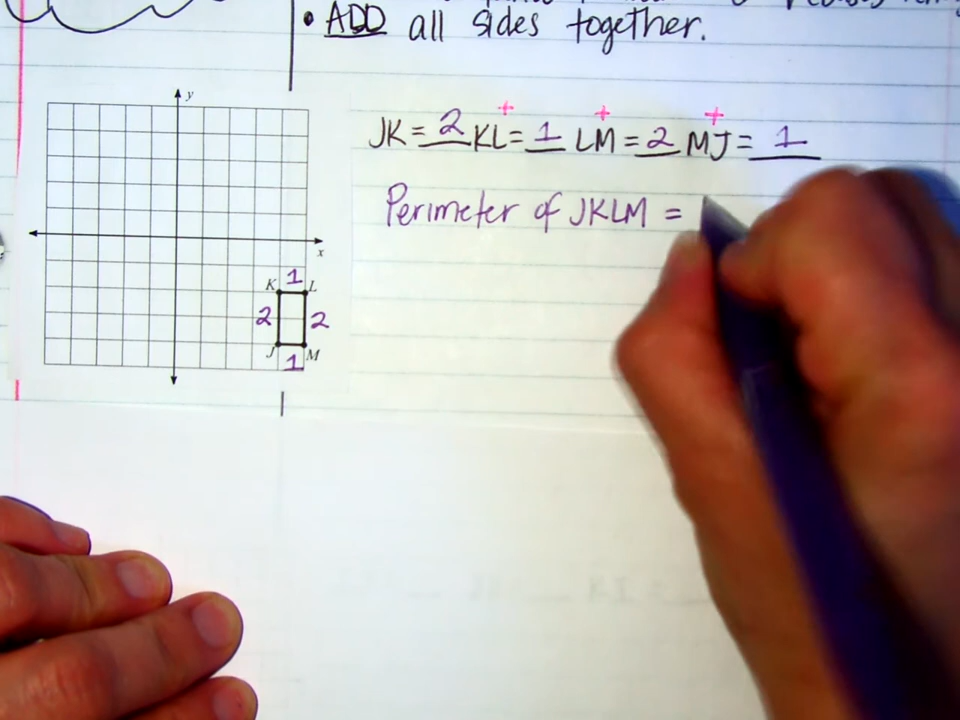 • ADD all sides together.
y
+ + +
JK = 2 KL = 1 LM = 2 MJ = 1
Perimeter of JKLM =
x
K 1 L
2 2
J 1 M